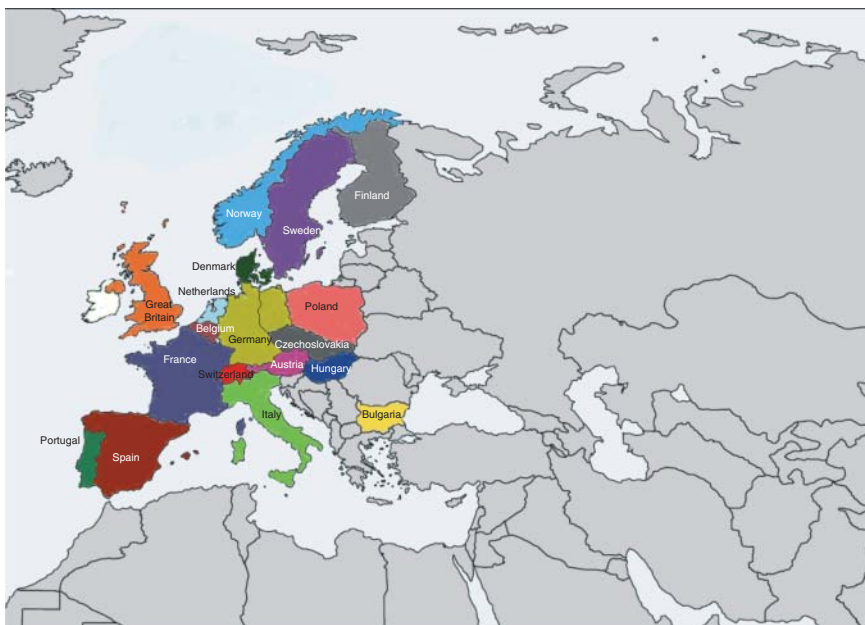 Norway
Finland
Sweden
Denmark
Netherlands
Great
Britain
Poland
Belgium
Germany
Czechoslovakia
France
Austria
Switzerland
Hungary
Italy
Bulgaria
Portugal
Spain